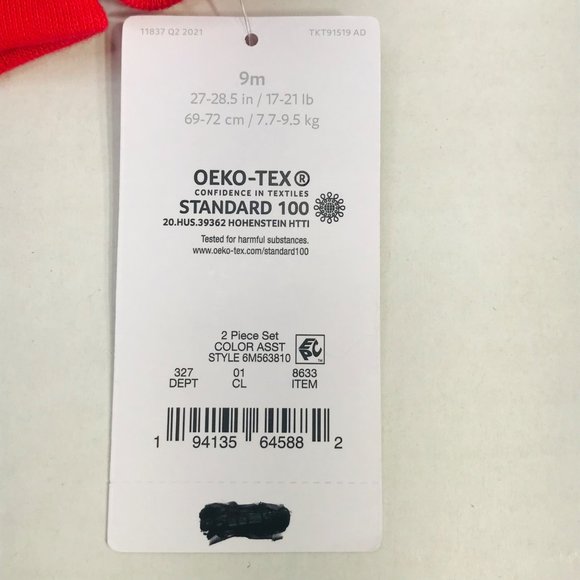 11837 Q2 2021 TKT91519 AD
9m
27-28.5 in / 17-21 lb
69-72 cm / 7.7-9.5 kg
OEKO-TEX®
CONFIDENCE IN TEXTILES
STANDARD 100
20.HUS.39362 HOHENSTEIN HTTI
Tested for harmful substances.
www.oeko-tex.com/standard100
2 Piece Set
COLOR ASST
STYLE 6M563810
EPC™
327 01 8633
DEPT CL ITEM
1 94135 64588 2